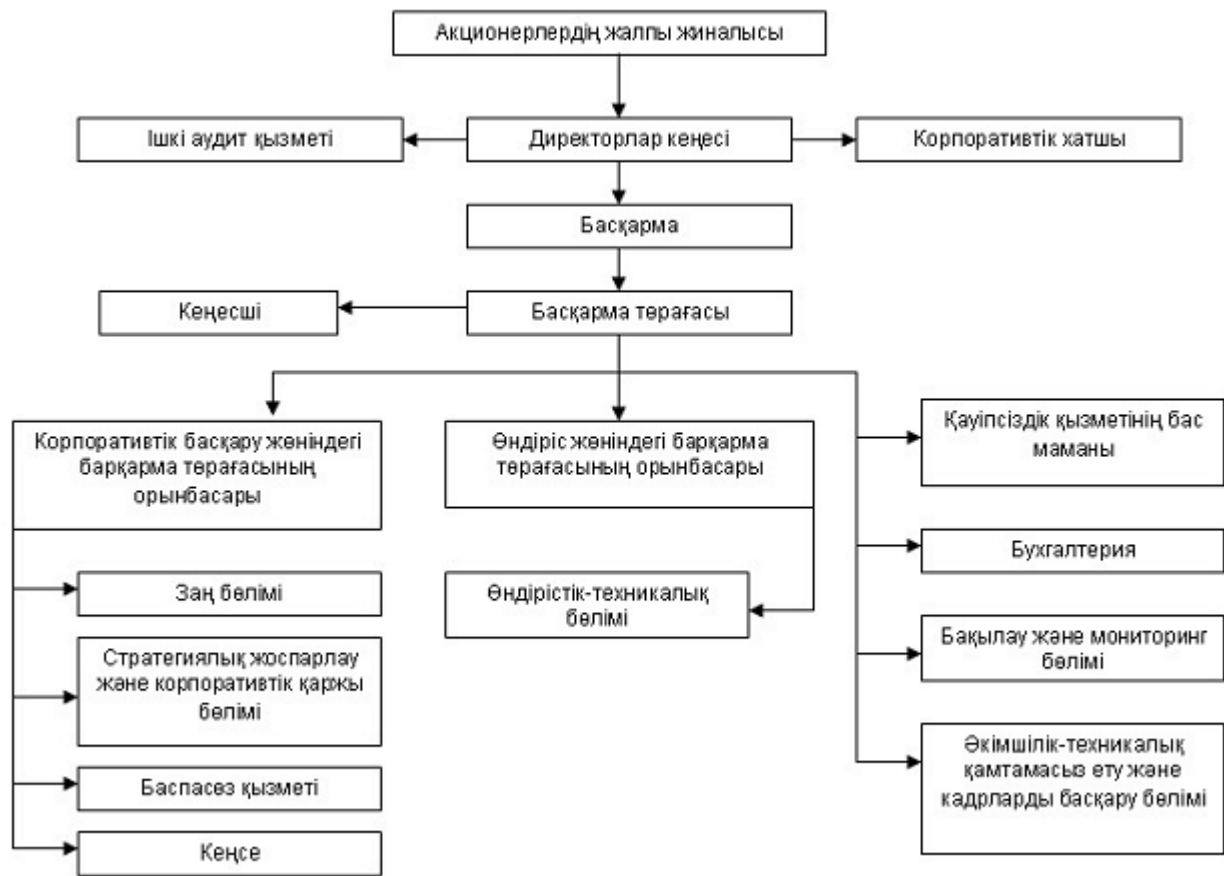 Акционерлердің жалпы жиналысы
Ішкі аудит қызметі
Директорлар кеңесі
Корпоративтік хатшы
Басқарма
Кеңесші
Басқарма төрағасы
Корпоративтік басқару жөніндегі
барқарма төрағасының
орынбасары
Өндіріс жөніндегі барқарма
төрағасының орынбасары
Қауіпсіздік қызметінің бас
маманы
Бухгалтерия
Заң бөлімі
Өндірістік-техникалық
бөлімі
Бақылау және мониторинг
бөлімі
Стратегиялық жоспарлау
және корпоративтік қаржы
бөлімі
Әкімшілік-техникалық
қамтамасыз ету және
кадрларды басқару бөлімі
Баспасөз қызметі
Кеңсе